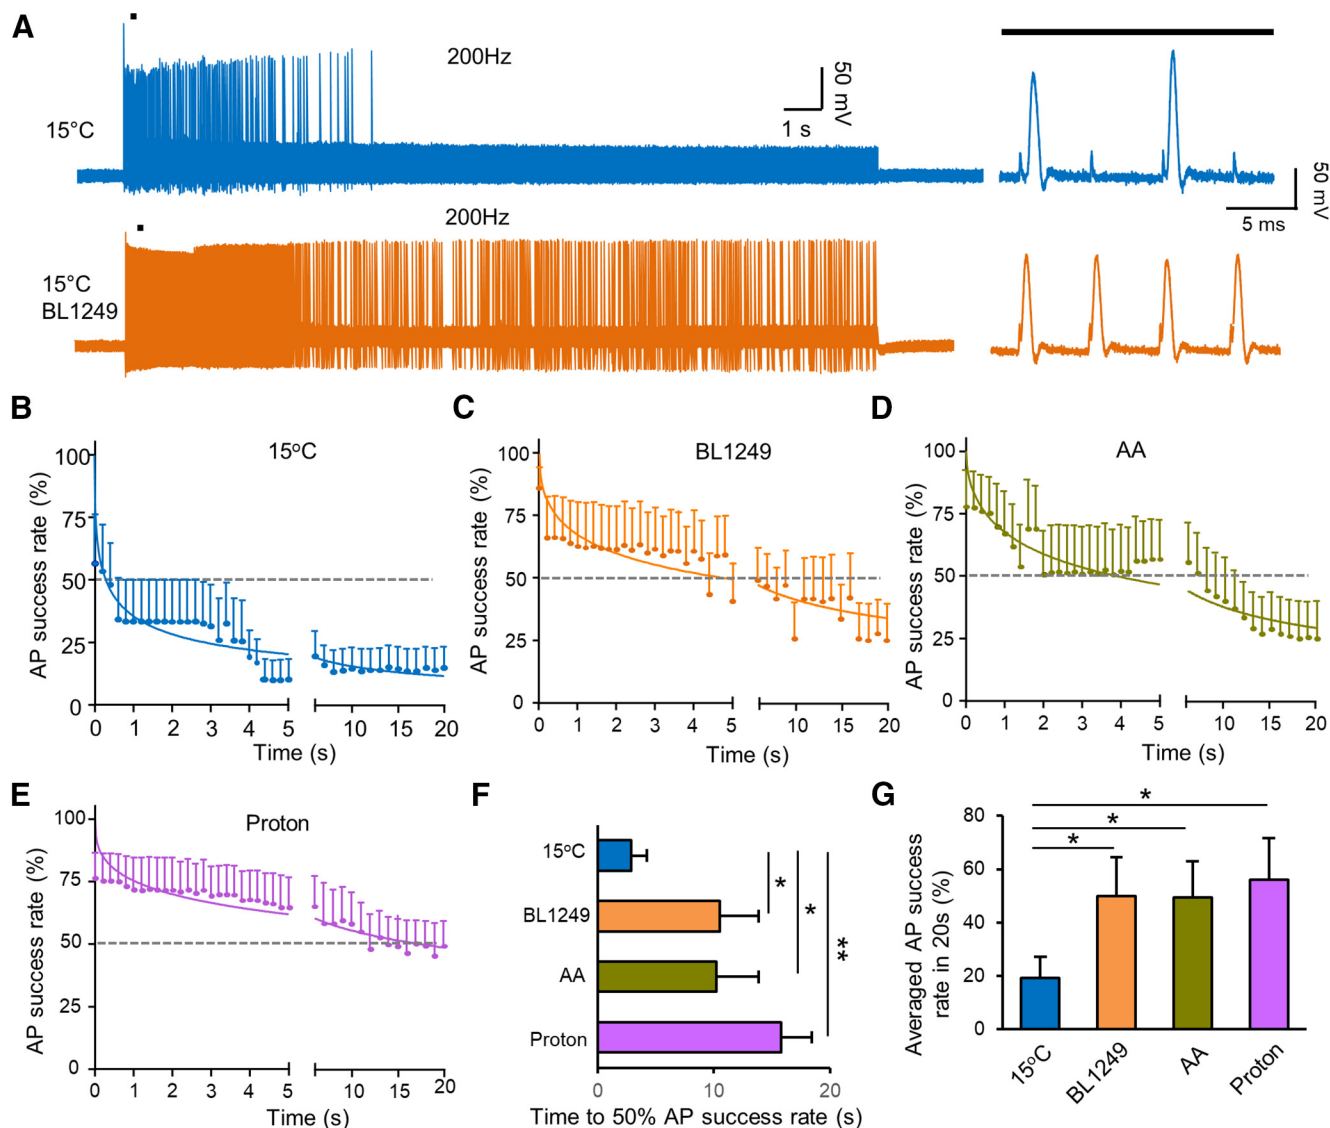 A
200Hz
15°C
50 mV
1 s
50 mV
5 ms
200Hz
15°C
BL1249
B
15°C
AP success rate (%)
100
75
50
25
0
0 1 2 3 4 5 10 15 20
Time (s)
C
BL1249
AP success rate (%)
100
75
50
25
0
0 1 2 3 4 5 10 15 20
Time (s)
D
AA
AP success rate (%)
100
75
50
25
0
0 1 2 3 4 5 10 15 20
Time (s)
E
Proton
AP success rate (%)
100
75
50
25
0
0 1 2 3 4 5 10 15 20
Time (s)
F
15°C
BL1249
AA
Proton
*
*
**
0 10 20
Time to 50% AP success rate (s)
G
Averaged AP success
rate in 20s (%)
80
60
40
20
0
*
*
*
15°C
BL1249
AA
Proton